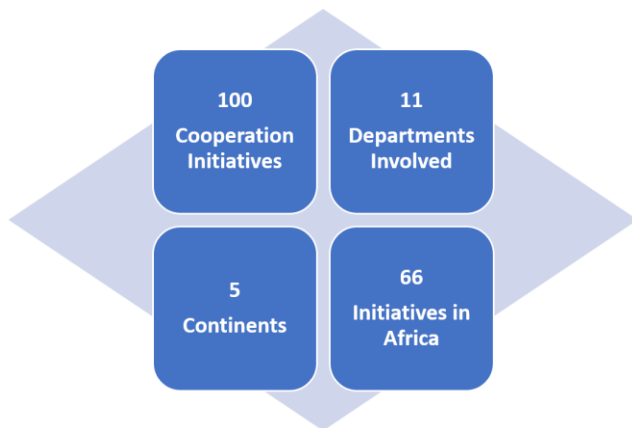 100
Cooperation
Initiatives
11
Departments
Involved
5
Continents
66
Initiatives in
Africa